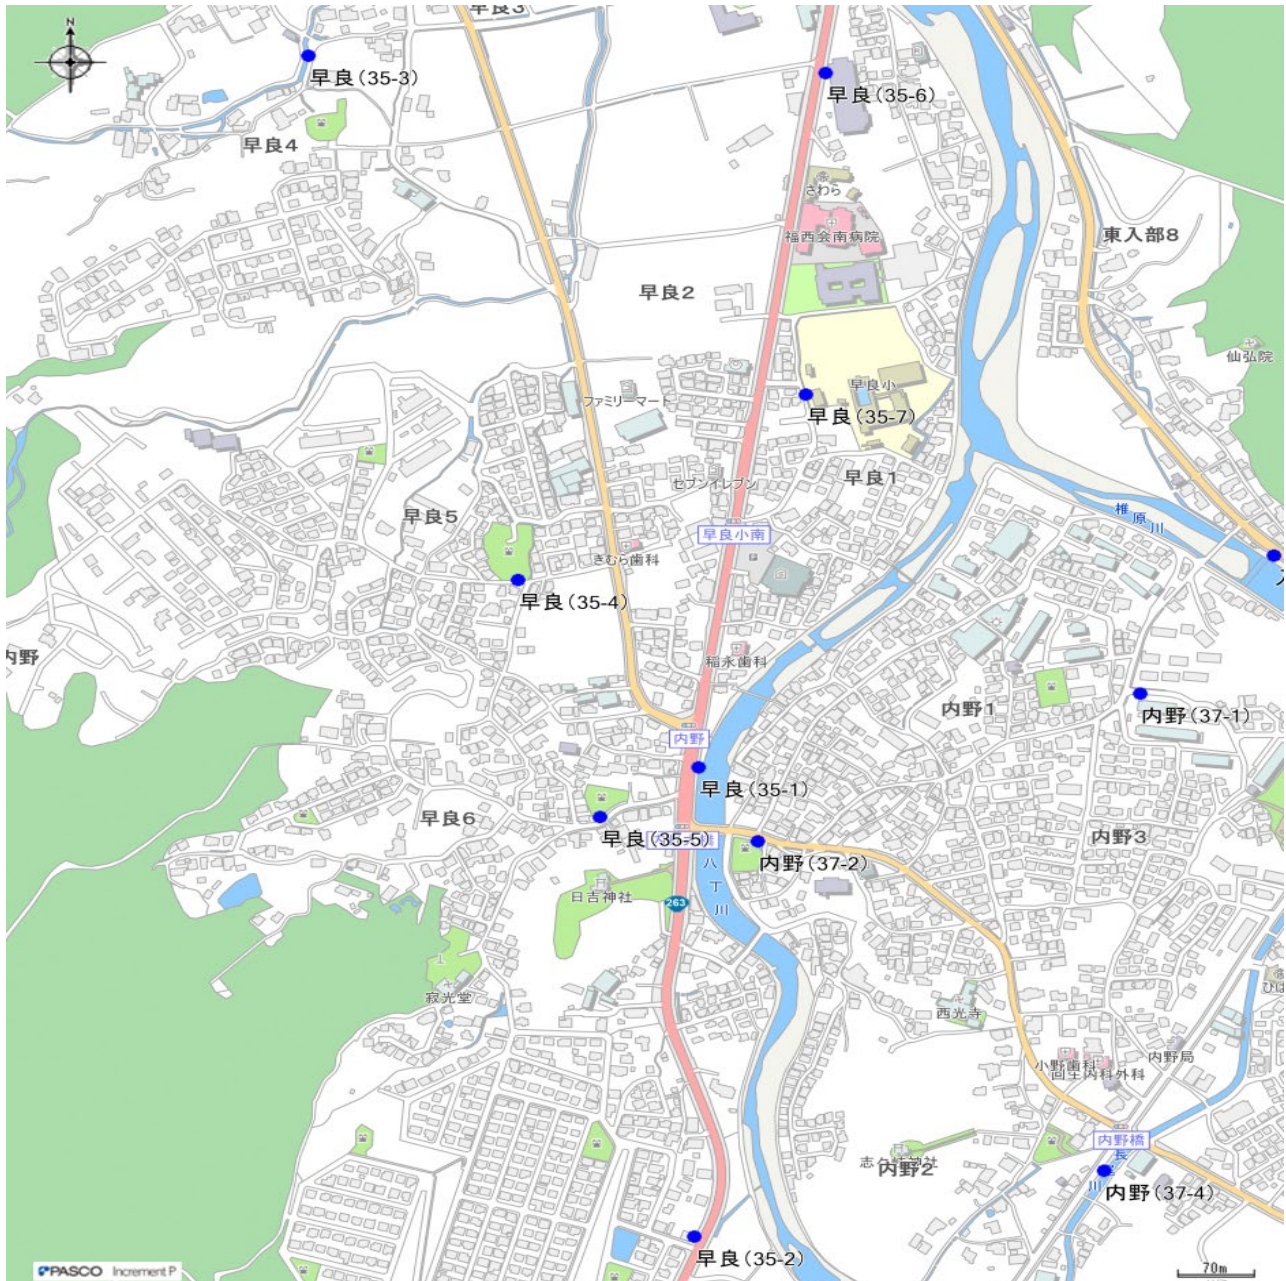 早良3
N
早良(35-3)
早良(35-6)
早良4
さわら
福西会南病院
東入部8
早良2
仙弘院
ファミリーマート
早良小
早良(35-7)
セブンイレブン
早良1
早良5
椎原川
早良小南
きむら歯科
早良(35-4)
内野
稲永歯科
内野1
内野(37-1)
内野
早良(35-1)
早良6
早良(35-5)
内野3
内野(37-2)
八丁川
日吉神社
263
寂光堂
西光寺
内野局
小野歯科
内野橋
内野2
内野(37-4)
早良(35-2)
PASCO Increment P
70m